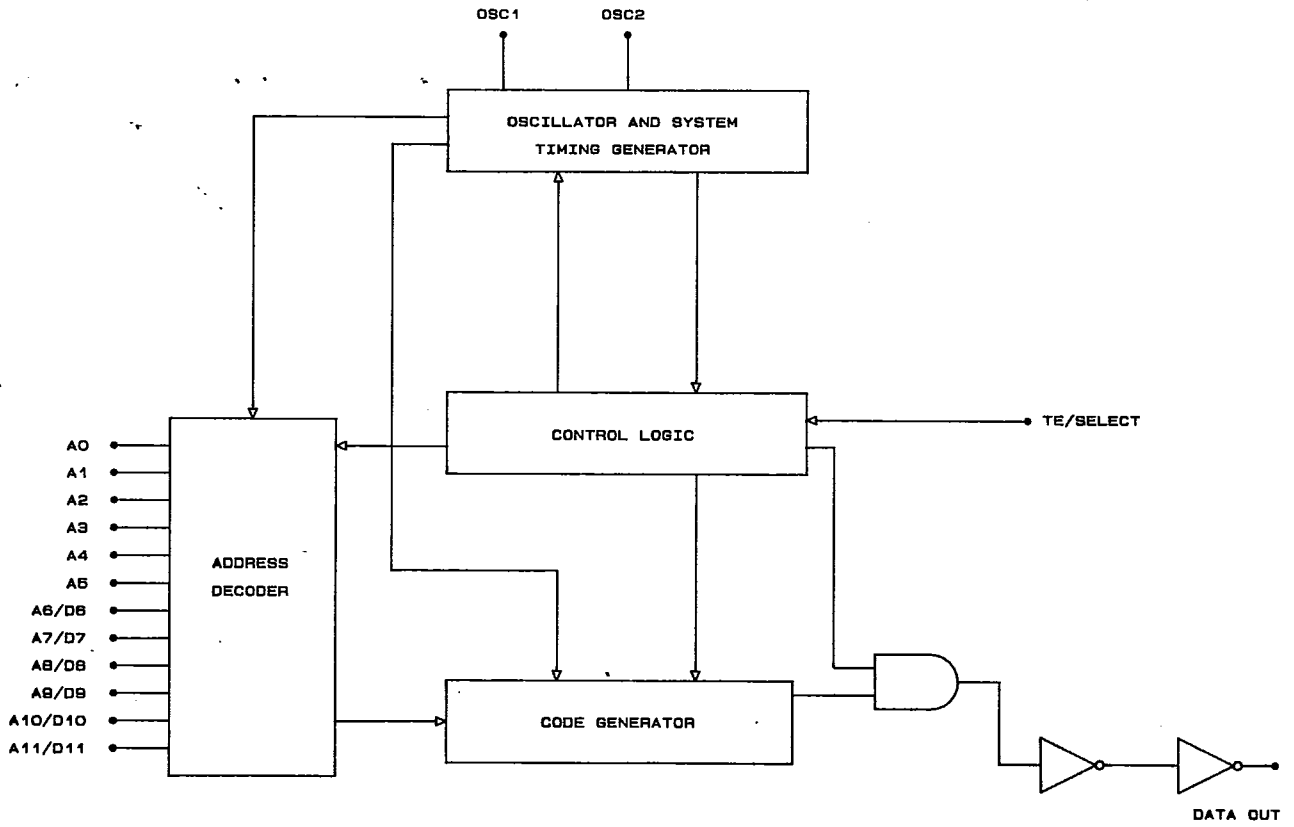 OSC1
OSC2
OSCILLATOR AND SYSTEM
TIMING GENERATOR
CONTROL LOGIC
TE/SELECT
A0
A1
A2
A3
A4
A5
A6/D6
A7/D7
A8/D8
A9/D9
A10/D10
A11/D11
ADDRESS
DECODER
CODE GENERATOR
DATA OUT